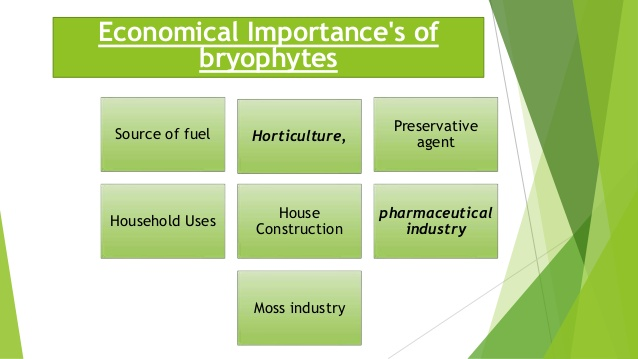 Economical Importance's of
bryophytes
Source of fuel
Horticulture,
Preservative
agent
Household Uses
House
Construction
pharmaceutical
industry
Moss industry